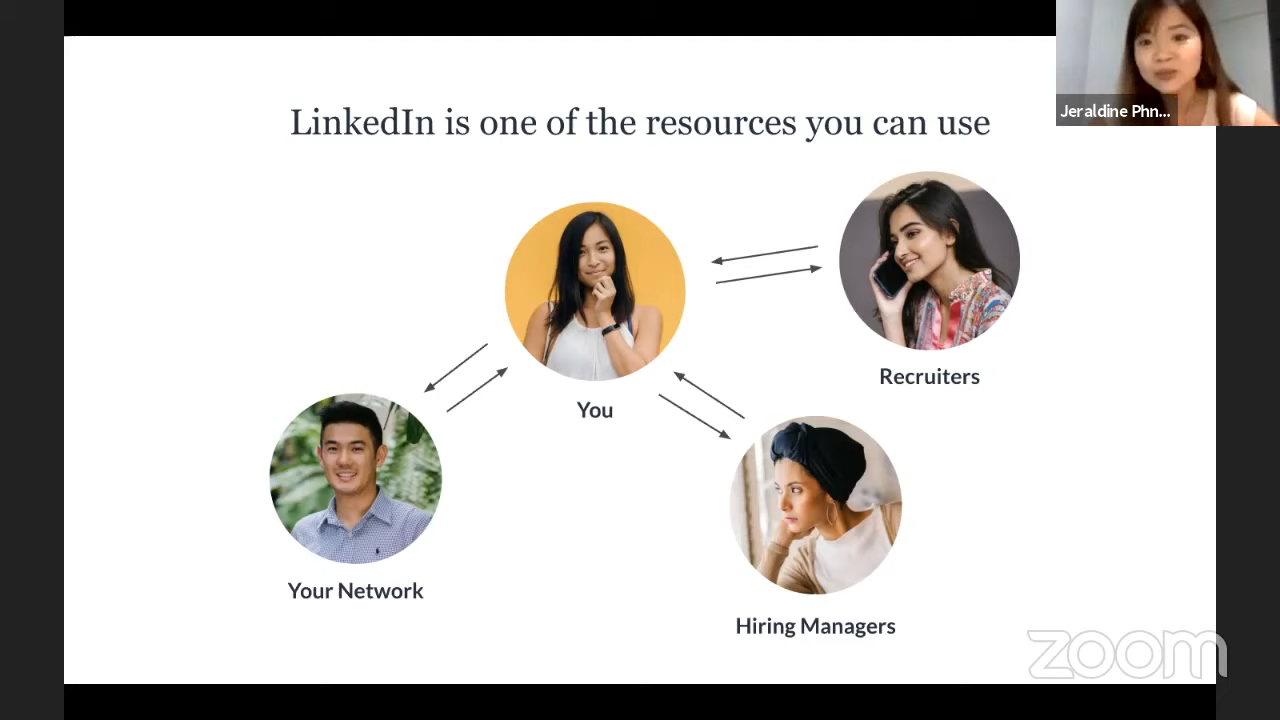 Jeraldine Phn...
LinkedIn is one of the resources you can use
Recruiters
You
Your Network
Hiring Managers
zoom